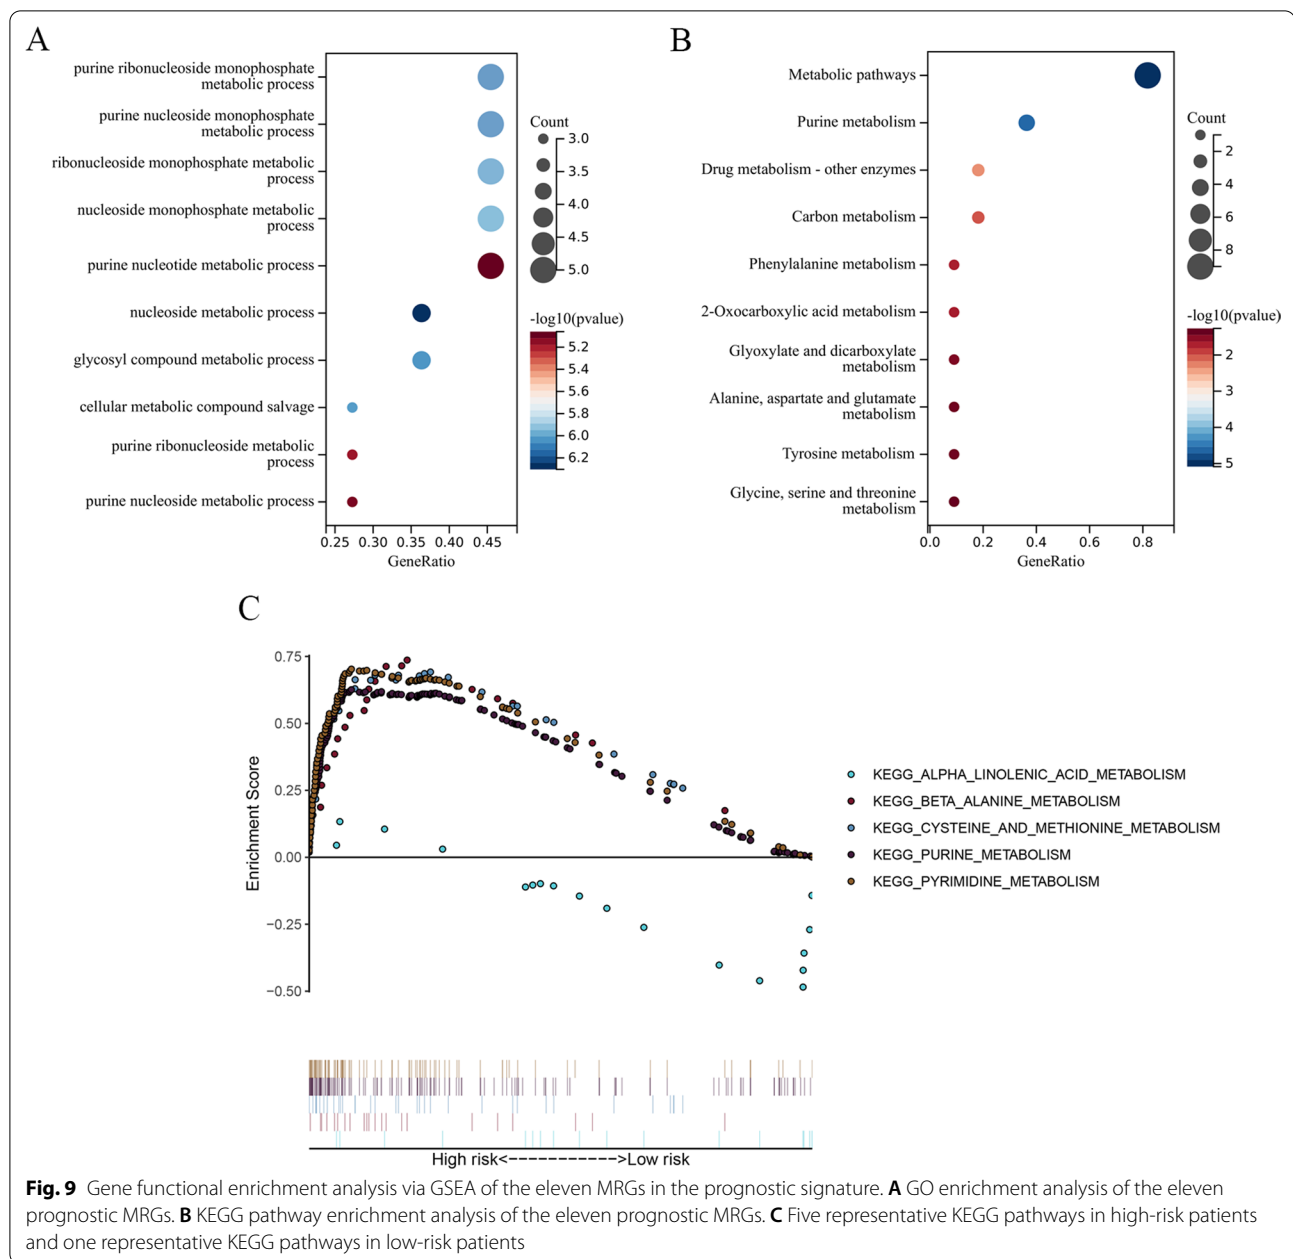 A
purine ribonucleoside monophosphate
metabolic process
purine nucleoside monophosphate
metabolic process
ribonucleoside monophosphate metabolic
process
nucleoside monophosphate metabolic
process
purine nucleotide metabolic process
nucleoside metabolic process
glycosyl compound metabolic process
cellular metabolic compound salvage
purine ribonucleoside metabolic
process
purine nucleoside metabolic process
0.25 0.30 0.35 0.40 0.45
GeneRatio
Count
3.0
3.5
4.0
4.5
5.0
-log10(pvalue)
5.2
5.4
5.6
5.8
6.0
6.2
B
Metabolic pathways
Purine metabolism
Drug metabolism - other enzymes
Carbon metabolism
Phenylalanine metabolism
2-Oxocarboxylic acid metabolism
Glyoxylate and dicarboxylate
metabolism
Alanine, aspartate and glutamate
metabolism
Tyrosine metabolism
Glycine, serine and threonine
metabolism
0.0 0.2 0.4 0.6 0.8
GeneRatio
Count
2
4
6
8
-log10(pvalue)
2
3
4
5
C
Enrichment Score
0.75
0.50
0.25
0.00
−0.25
−0.50
KEGG_ALPHA_LINOLENIC_ACID_METABOLISM
KEGG_BETA_ALANINE_METABOLISM
KEGG_CYSTEINE_AND_METHIONINE_METABOLISM
KEGG_PURINE_METABOLISM
KEGG_PYRIMIDINE_METABOLISM
High risk<----------->Low risk
Fig. 9 Gene functional enrichment analysis via GSEA of the eleven MRGs in the prognostic signature. A GO enrichment analysis of the eleven
prognostic MRGs. B KEGG pathway enrichment analysis of the eleven prognostic MRGs. C Five representative KEGG pathways in high-risk patients
and one representative KEGG pathways in low-risk patients